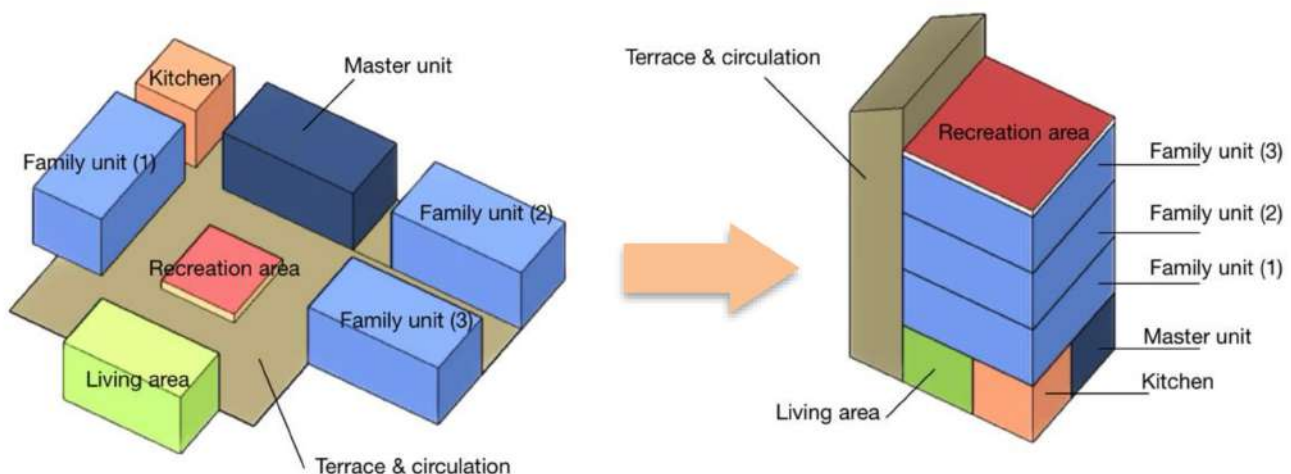 Kitchen
Master unit
Family unit (1)
Family unit (2)
Recreation area
Family unit (3)
Living area
Terrace & circulation
Terrace & circulation
Recreation area
Family unit (3)
Family unit (2)
Family unit (1)
Master unit
Kitchen
Living area